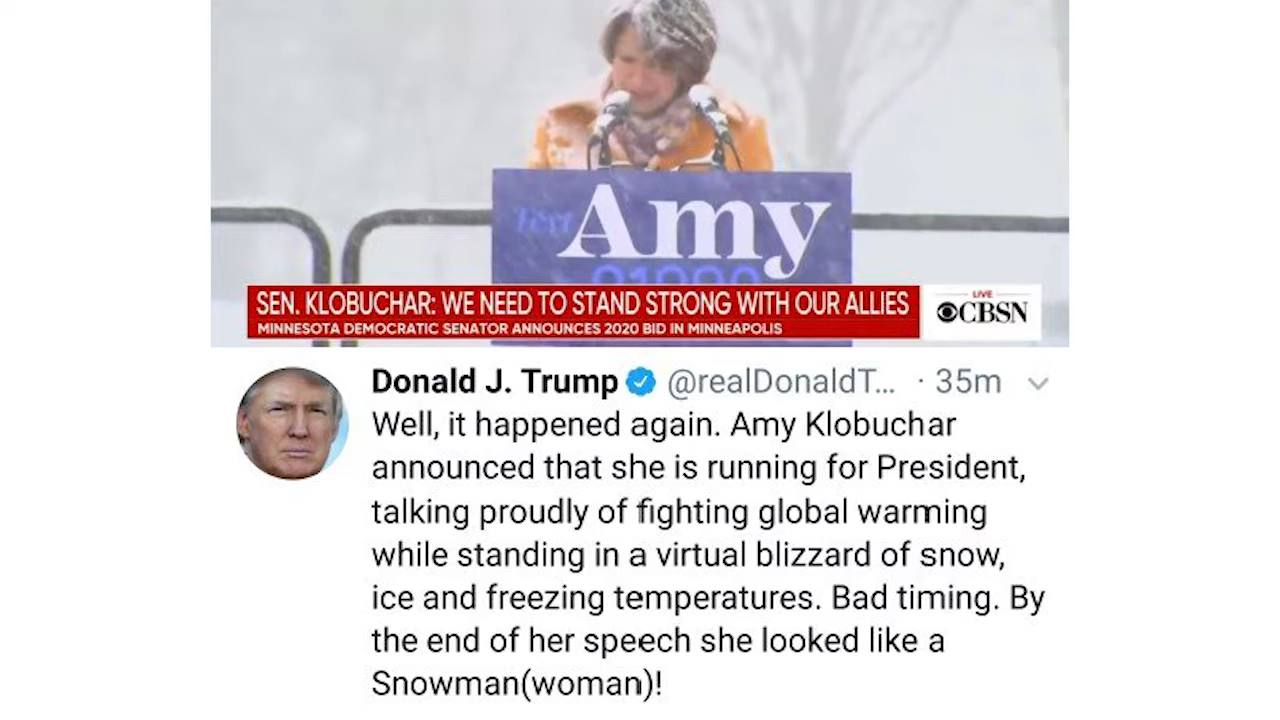 Text
Amy
91990
SEN. KLOBUCHAR: WE NEED TO STAND STRONG WITH OUR ALLIES
MINNESOTA DEMOCRATIC SENATOR ANNOUNCES 2020 BID IN MINNEAPOLIS
LIVE
CBSN
Donald J. Trump @realDonaldT... · 35m
Well, it happened again. Amy Klobuchar
announced that she is running for President,
talking proudly of fighting global warming
while standing in a virtual blizzard of snow,
ice and freezing temperatures. Bad timing. By
the end of her speech she looked like a
Snowman(woman)!